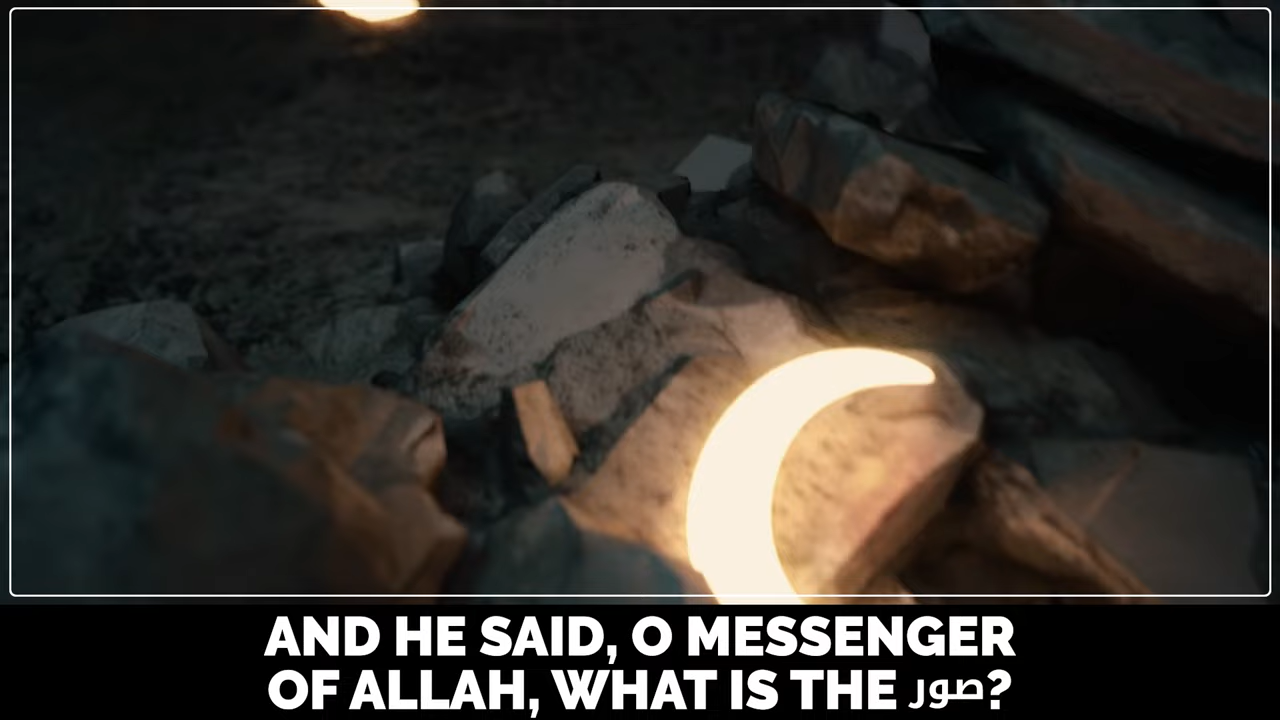 AND HE SAID, O MESSENGER
OF ALLAH, WHAT IS THE صور?